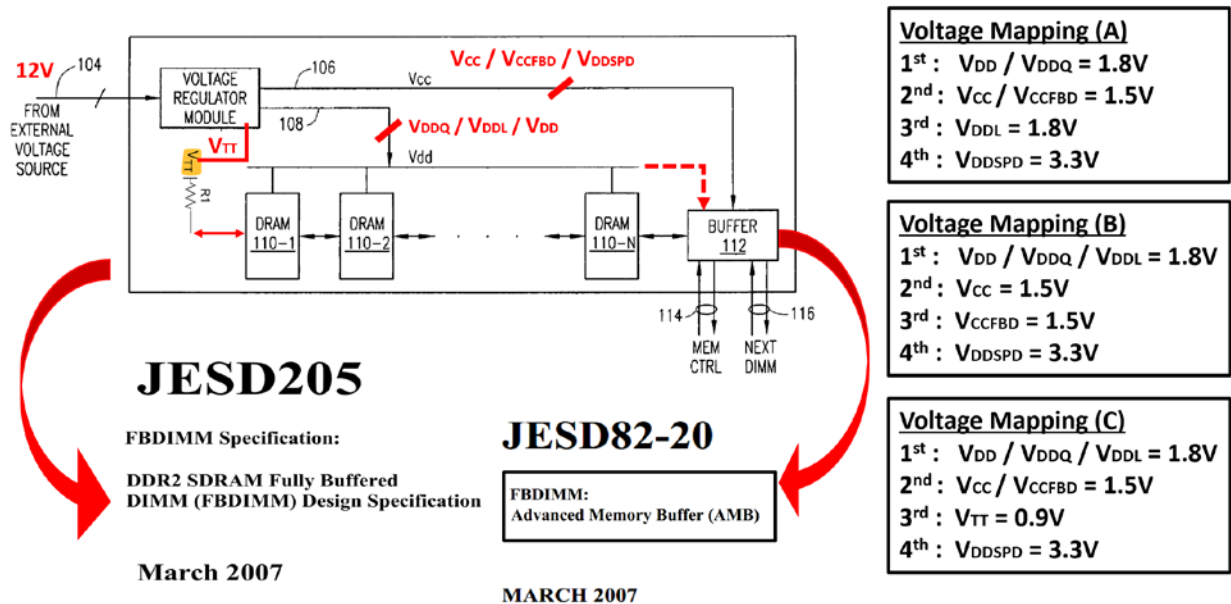 12V
104
FROM
EXTERNAL
VOLTAGE
SOURCE
VOLTAGE
REGULATOR
MODULE
106
Vcc
VCC / VCCFBD / VDDSPD
108
VDDQ / VDDL / VDD
Vdd
VTT
VTT
R1
DRAM
110-1
DRAM
110-2
. . . .
DRAM
110-N
BUFFER
112
114
116
MEM
CTRL
NEXT
DIMM
JESD205
FBDIMM Specification:
DDR2 SDRAM Fully Buffered
DIMM (FBDIMM) Design Specification
March 2007
JESD82-20
FBDIMM:
Advanced Memory Buffer (AMB)
MARCH 2007
Voltage Mapping (A)
1st : VDD / VDDQ = 1.8V
2nd : VCC / VCCFBD = 1.5V
3rd : VDDL = 1.8V
4th : VDDSPD = 3.3V
Voltage Mapping (B)
1st : VDD / VDDQ / VDDL = 1.8V
2nd : VCC = 1.5V
3rd : VCCFBD = 1.5V
4th : VDDSPD = 3.3V
Voltage Mapping (C)
1st : VDD / VDDQ / VDDL = 1.8V
2nd : VCC / VCCFBD = 1.5V
3rd : VTT = 0.9V
4th : VDDSPD = 3.3V